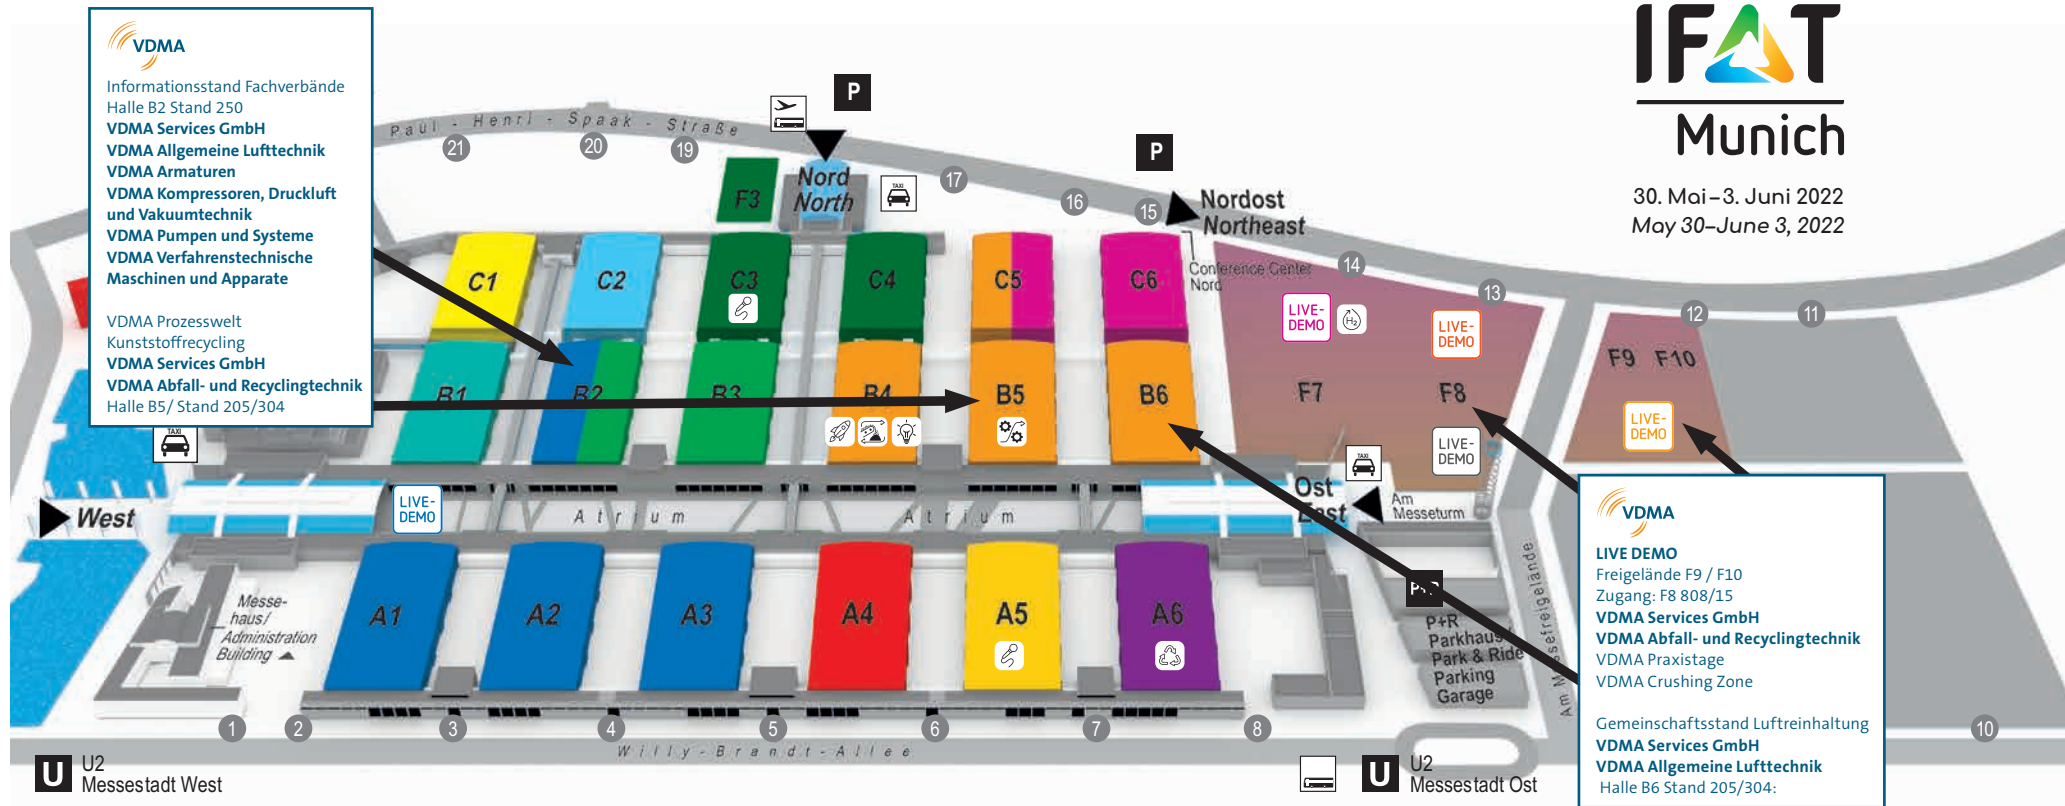 VDMA
Informationsstand Fachverbände
Halle B2 Stand 250
VDMA Services GmbH
VDMA Allgemeine Lufttechnik
VDMA Armaturen
VDMA Kompressoren, Druckluft
und Vakuumtechnik
VDMA Pumpen und Systeme
VDMA Verfahrenstechnische
Maschinen und Apparate
VDMA Prozesswelt
Kunststoffrecycling
VDMA Services GmbH
VDMA Abfall- und Recyclingtechnik
Halle B5/ Stand 205/304
IFAT
Munich
30. Mai – 3. Juni 2022
May 30–June 3, 2022
P
P
Paul - Henri - Spaak - Straße
21
20
19
17
16
15
14
13
12
11
F3
Nord
North
TAXI
Nordost
Northeast
Conference Center
Nord
C1
C2
C3
C4
C5
C6
LIVE-
DEMO
H2
LIVE-
DEMO
F9
F10
B1
B2
B3
B4
B5
B6
F7
F8
LIVE-
DEMO
LIVE-
DEMO
TAXI
TAXI
West
LIVE-
DEMO
Atrium
Atrium
Ost
East
Am
Messeturm
A1
A2
A3
A4
A5
A6
Messe-
haus/
Administration
Building
P+R
P+R
Parkhaus/
Park & Ride
Parking
Garage
Am Messefreigelände
VDMA
LIVE DEMO
Freigelände F9 / F10
Zugang: F8 808/15
VDMA Services GmbH
VDMA Abfall- und Recyclingtechnik
VDMA Praxistage
VDMA Crushing Zone
Gemeinschaftsstand Luftreinhaltung
VDMA Services GmbH
VDMA Allgemeine Lufttechnik
Halle B6 Stand 205/304:
1
2
3
4
5
6
7
8
10
Willy-Brandt-Allee
U
U2
Messestadt West
U
U2
Messestadt Ost